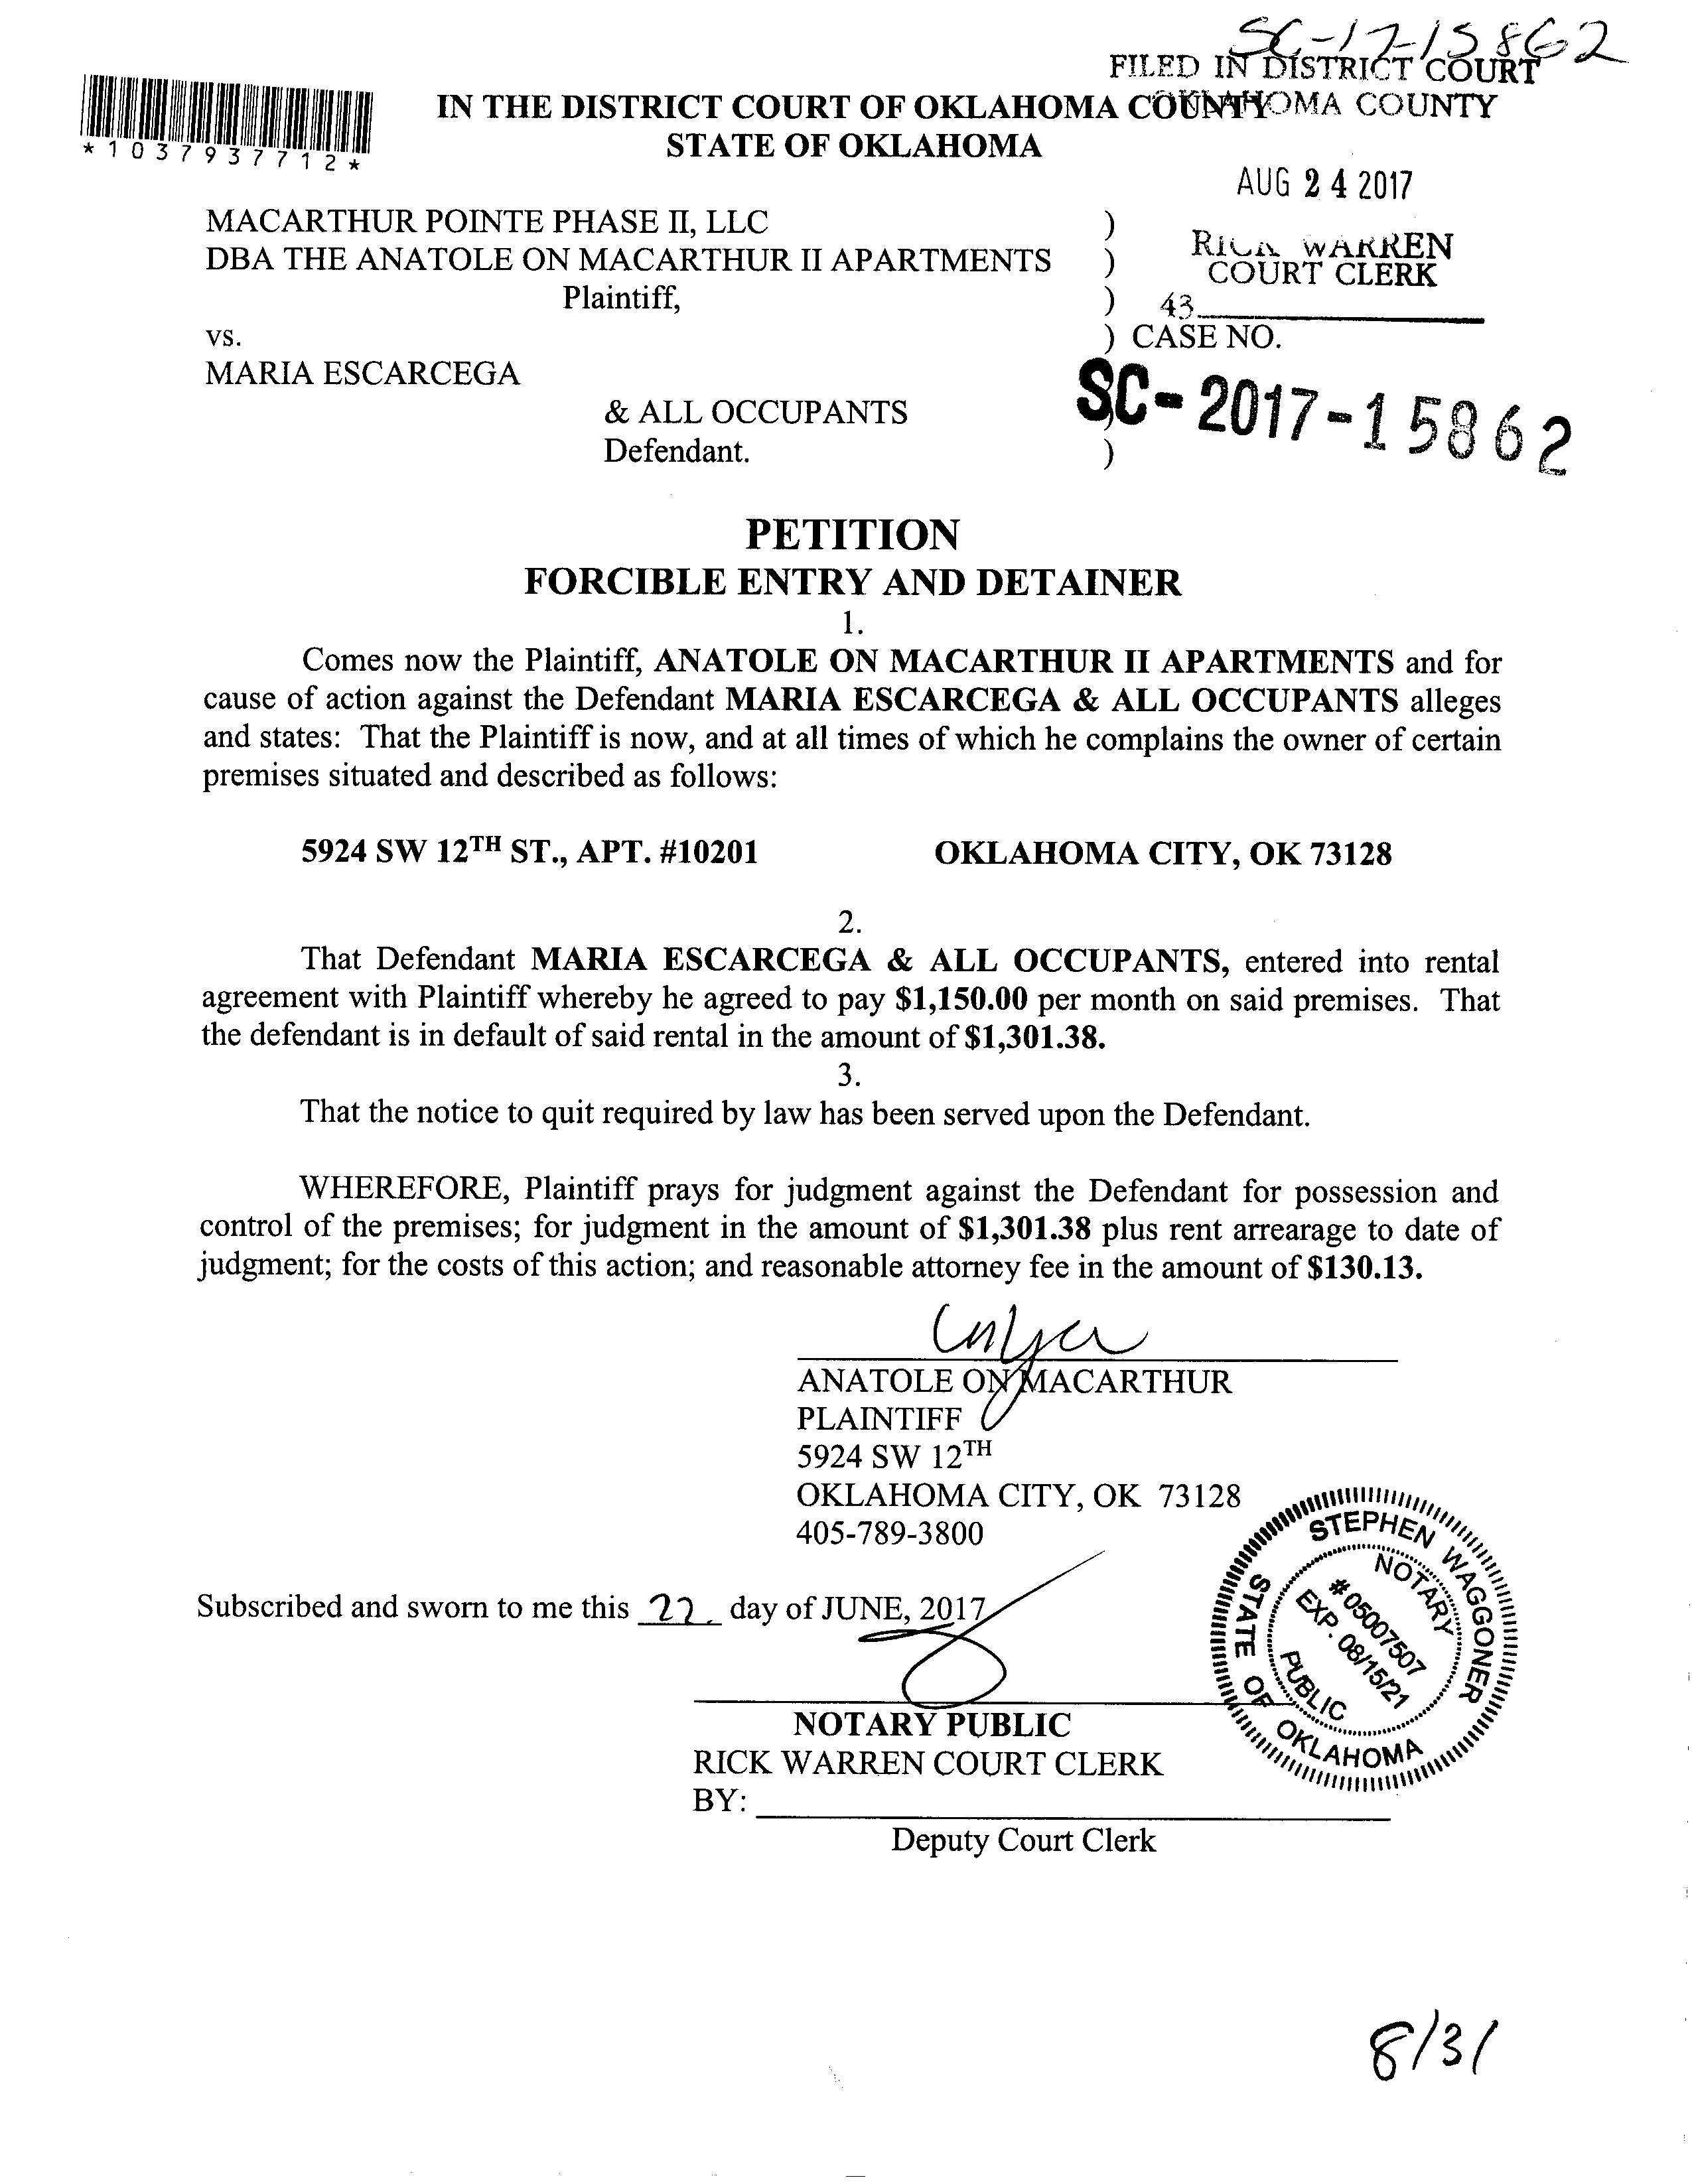 SC-17-15862
FILED IN DISTRICT COURT
OKLAHOMA COUNTY
*1037937712*
IN THE DISTRICT COURT OF OKLAHOMA COUNTY
STATE OF OKLAHOMA
AUG 24 2017
MACARTHUR POINTE PHASE II, LLC )
DBA THE ANATOLE ON MACARTHUR II APARTMENTS )
RICK WARREN
COURT CLERK
Plaintiff, ) 43
vs. ) CASE NO.
MARIA ESCARCEGA
SC-2017-15862
& ALL OCCUPANTS )
Defendant. )
PETITION
FORCIBLE ENTRY AND DETAINER
1.
Comes now the Plaintiff, ANATOLE ON MACARTHUR II APARTMENTS and for
cause of action against the Defendant MARIA ESCARCEGA & ALL OCCUPANTS alleges
and states: That the Plaintiff is now, and at all times of which he complains the owner of certain
premises situated and described as follows:
5924 SW 12TH ST., APT. #10201 OKLAHOMA CITY, OK 73128
2.
That Defendant MARIA ESCARCEGA & ALL OCCUPANTS, entered into rental
agreement with Plaintiff whereby he agreed to pay $1,150.00 per month on said premises. That
the defendant is in default of said rental in the amount of $1,301.38.
3.
That the notice to quit required by law has been served upon the Defendant.
WHEREFORE, Plaintiff prays for judgment against the Defendant for possession and
control of the premises; for judgment in the amount of $1,301.38 plus rent arrearage to date of
judgment; for the costs of this action; and reasonable attorney fee in the amount of $130.13.
ANATOLE ON MACARTHUR
PLAINTIFF
5924 SW 12TH
OKLAHOMA CITY, OK 73128
405-789-3800
Subscribed and sworn to me this 22. day of JUNE, 2017
STEPHEN WAGGONER
NOTARY
# 05007507
EXP. 08/15/21
PUBLIC
STATE OF OKLAHOMA
NOTARY PUBLIC
RICK WARREN COURT CLERK
BY:
Deputy Court Clerk
8/31